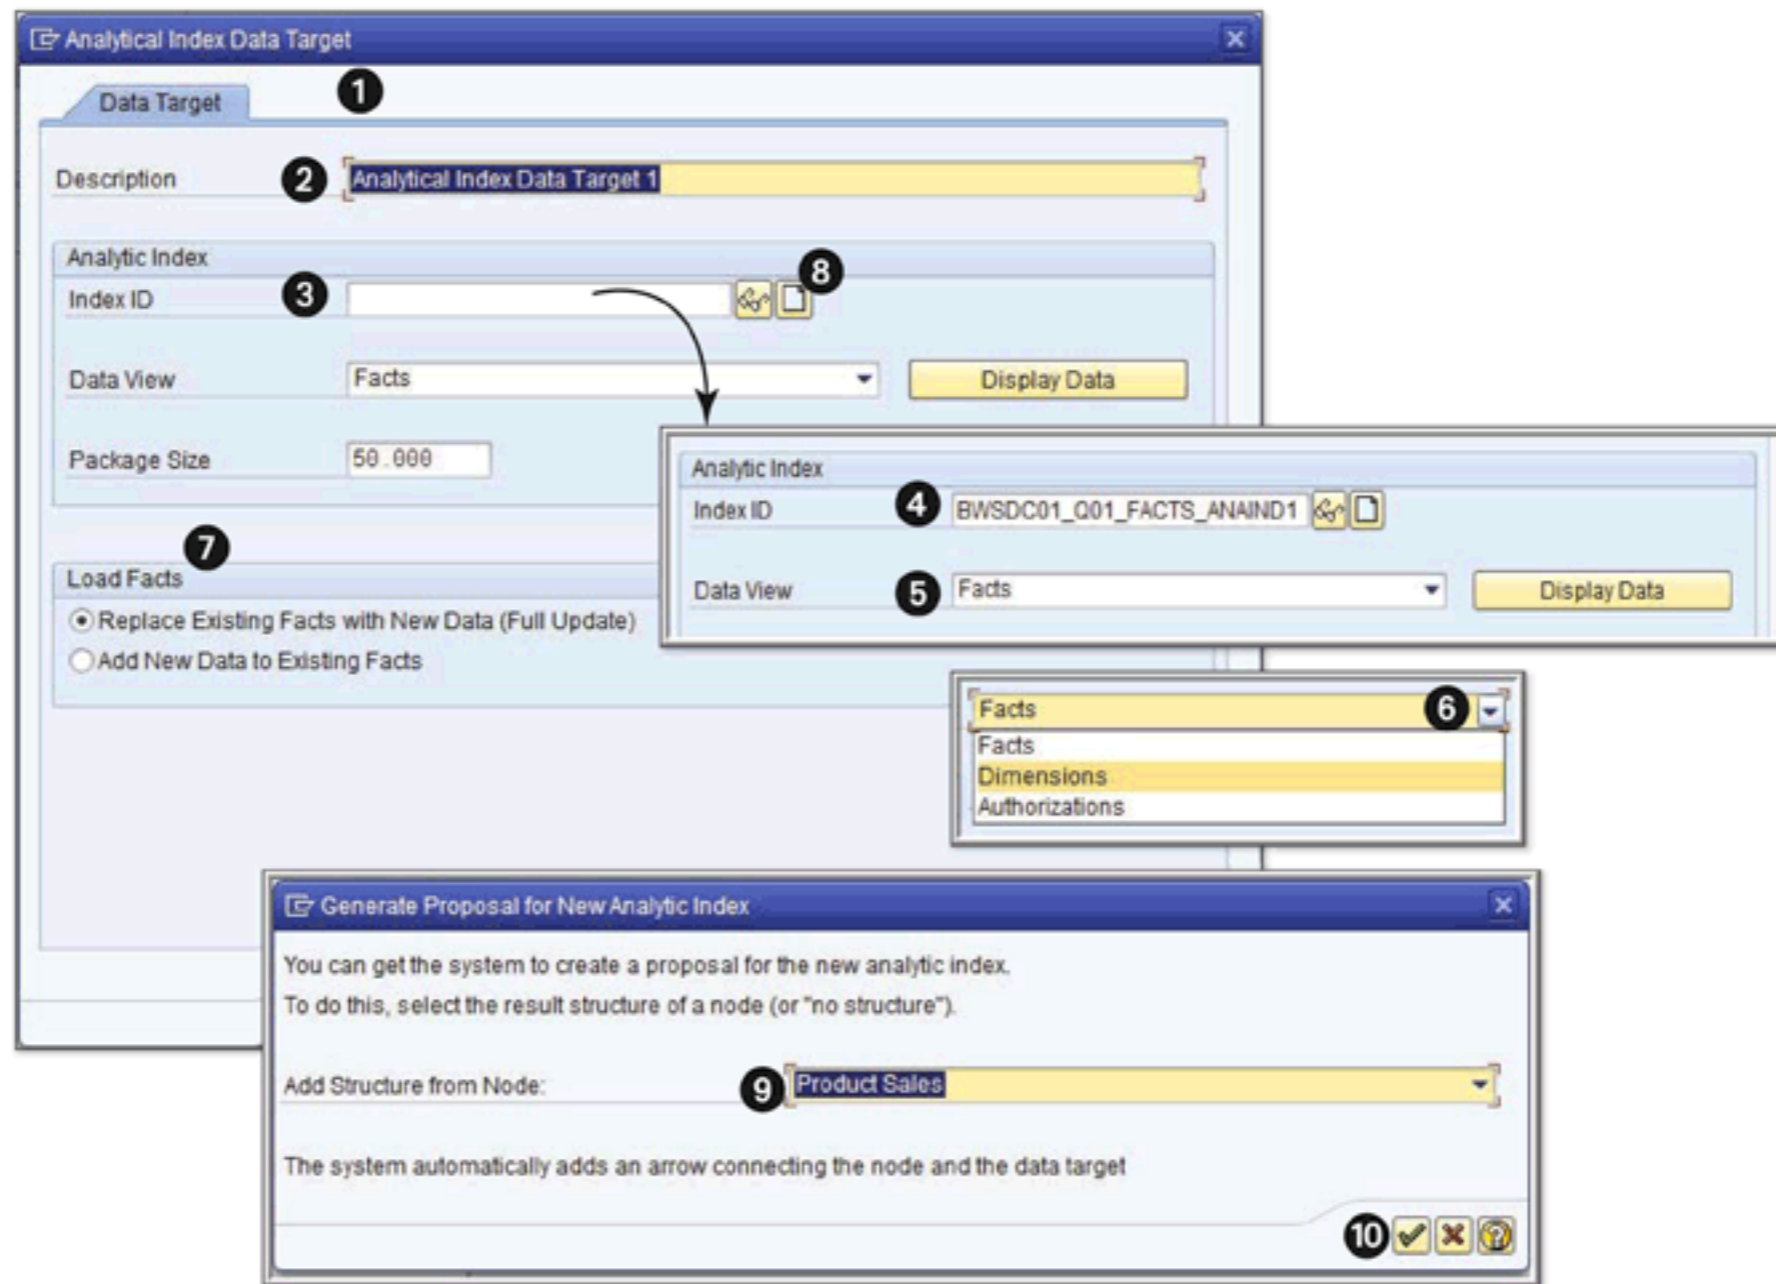 Analytical Index Data Target
Data Target
1
Description
2
Analytical Index Data Target 1
Analytic Index
Index ID
3
8
Data View
Facts
Display Data
Package Size
50.000
Analytic Index
Index ID
4
BWSDC01_Q01_FACTS_ANAIND1
Data View
5
Facts
Display Data
7
Load Facts
Replace Existing Facts with New Data (Full Update)
Add New Data to Existing Facts
Facts
6
Facts
Dimensions
Authorizations
Generate Proposal for New Analytic Index
You can get the system to create a proposal for the new analytic index.
To do this, select the result structure of a node (or "no structure").
Add Structure from Node:
9
Product Sales
The system automatically adds an arrow connecting the node and the data target
10